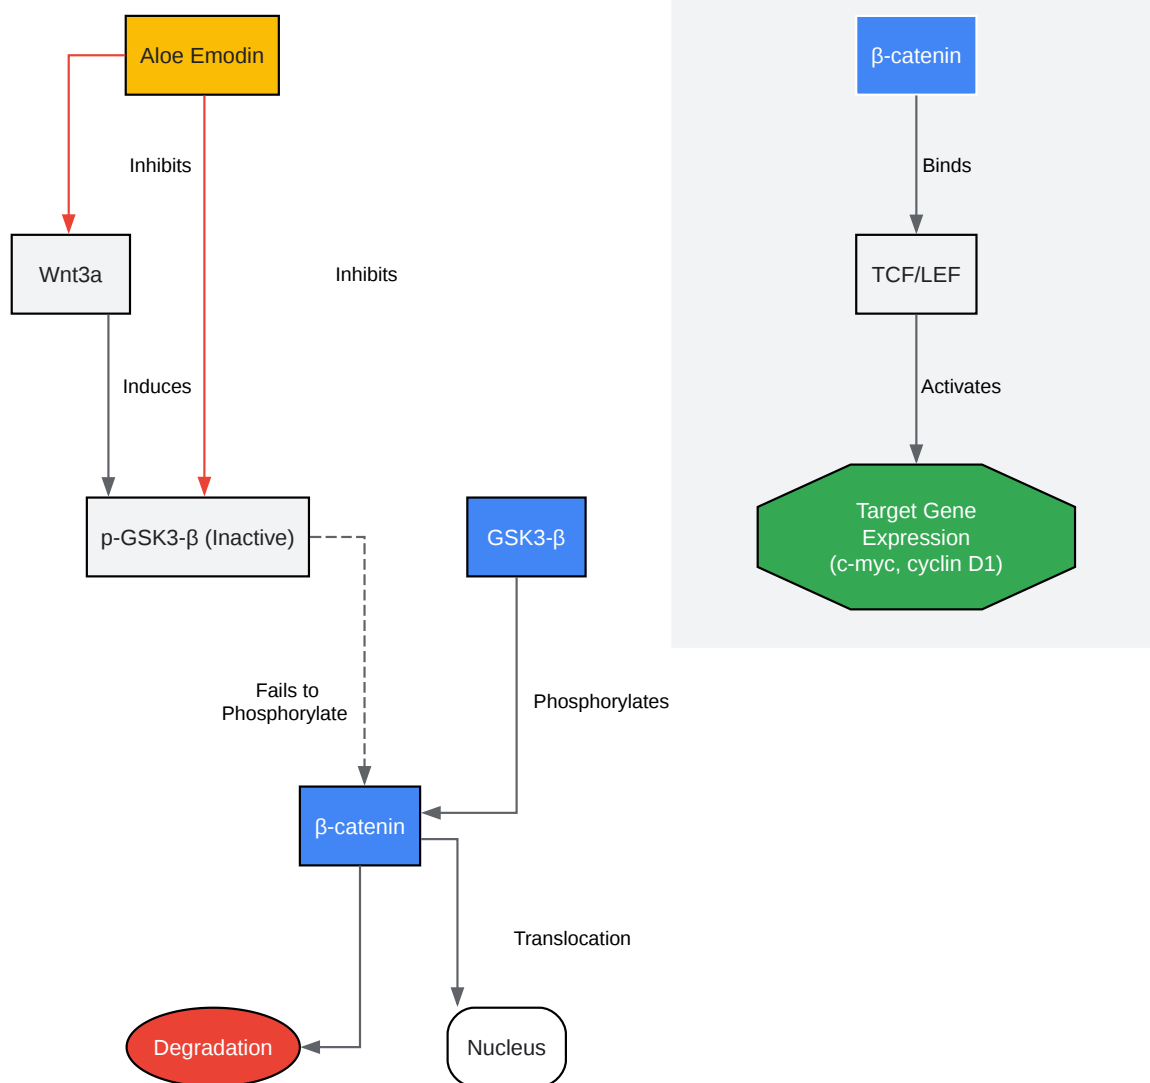 Aloe Emodin
β-catenin
Inhibits
Binds
Wnt3a
Inhibits
TCF/LEF
Induces
Activates
p-GSK3-β (Inactive)
GSK3-β
Target Gene
Expression
(c-myc, cyclin D1)
Fails to
Phosphorylate
Phosphorylates
β-catenin
Translocation
Degradation
Nucleus